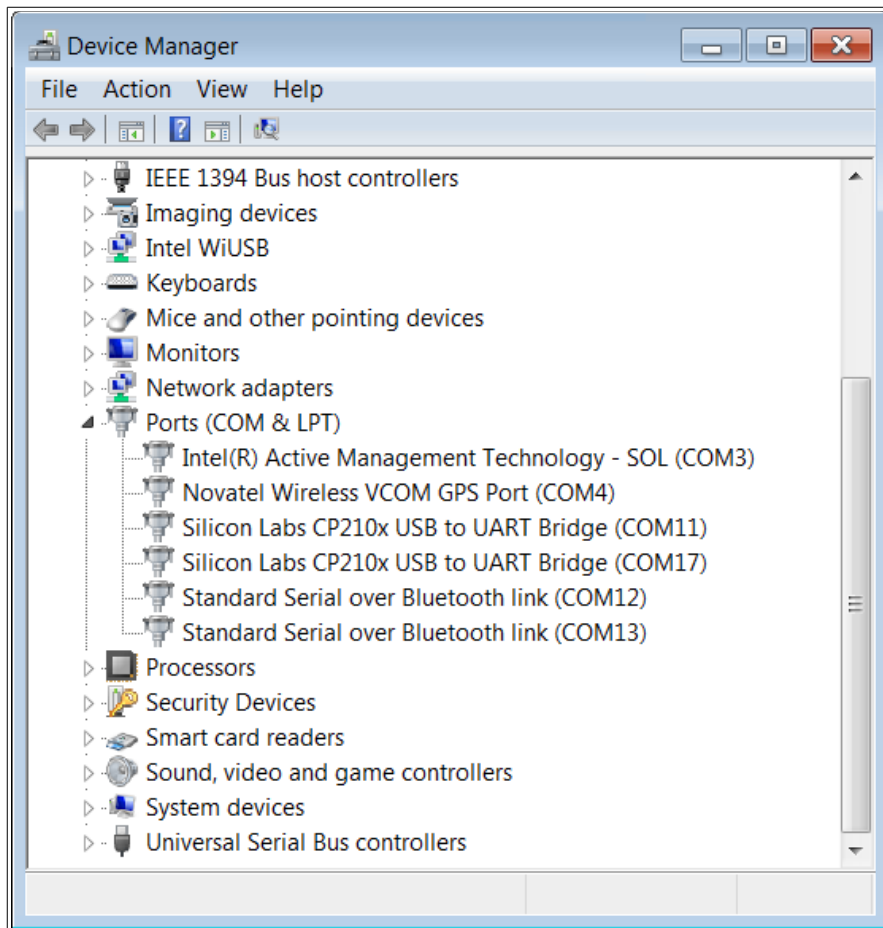 Device Manager
File Action View Help
IEEE 1394 Bus host controllers
Imaging devices
Intel WiUSB
Keyboards
Mice and other pointing devices
Monitors
Network adapters
Ports (COM & LPT)
Intel(R) Active Management Technology - SOL (COM3)
Novatel Wireless VCOM GPS Port (COM4)
Silicon Labs CP210x USB to UART Bridge (COM11)
Silicon Labs CP210x USB to UART Bridge (COM17)
Standard Serial over Bluetooth link (COM12)
Standard Serial over Bluetooth link (COM13)
Processors
Security Devices
Smart card readers
Sound, video and game controllers
System devices
Universal Serial Bus controllers